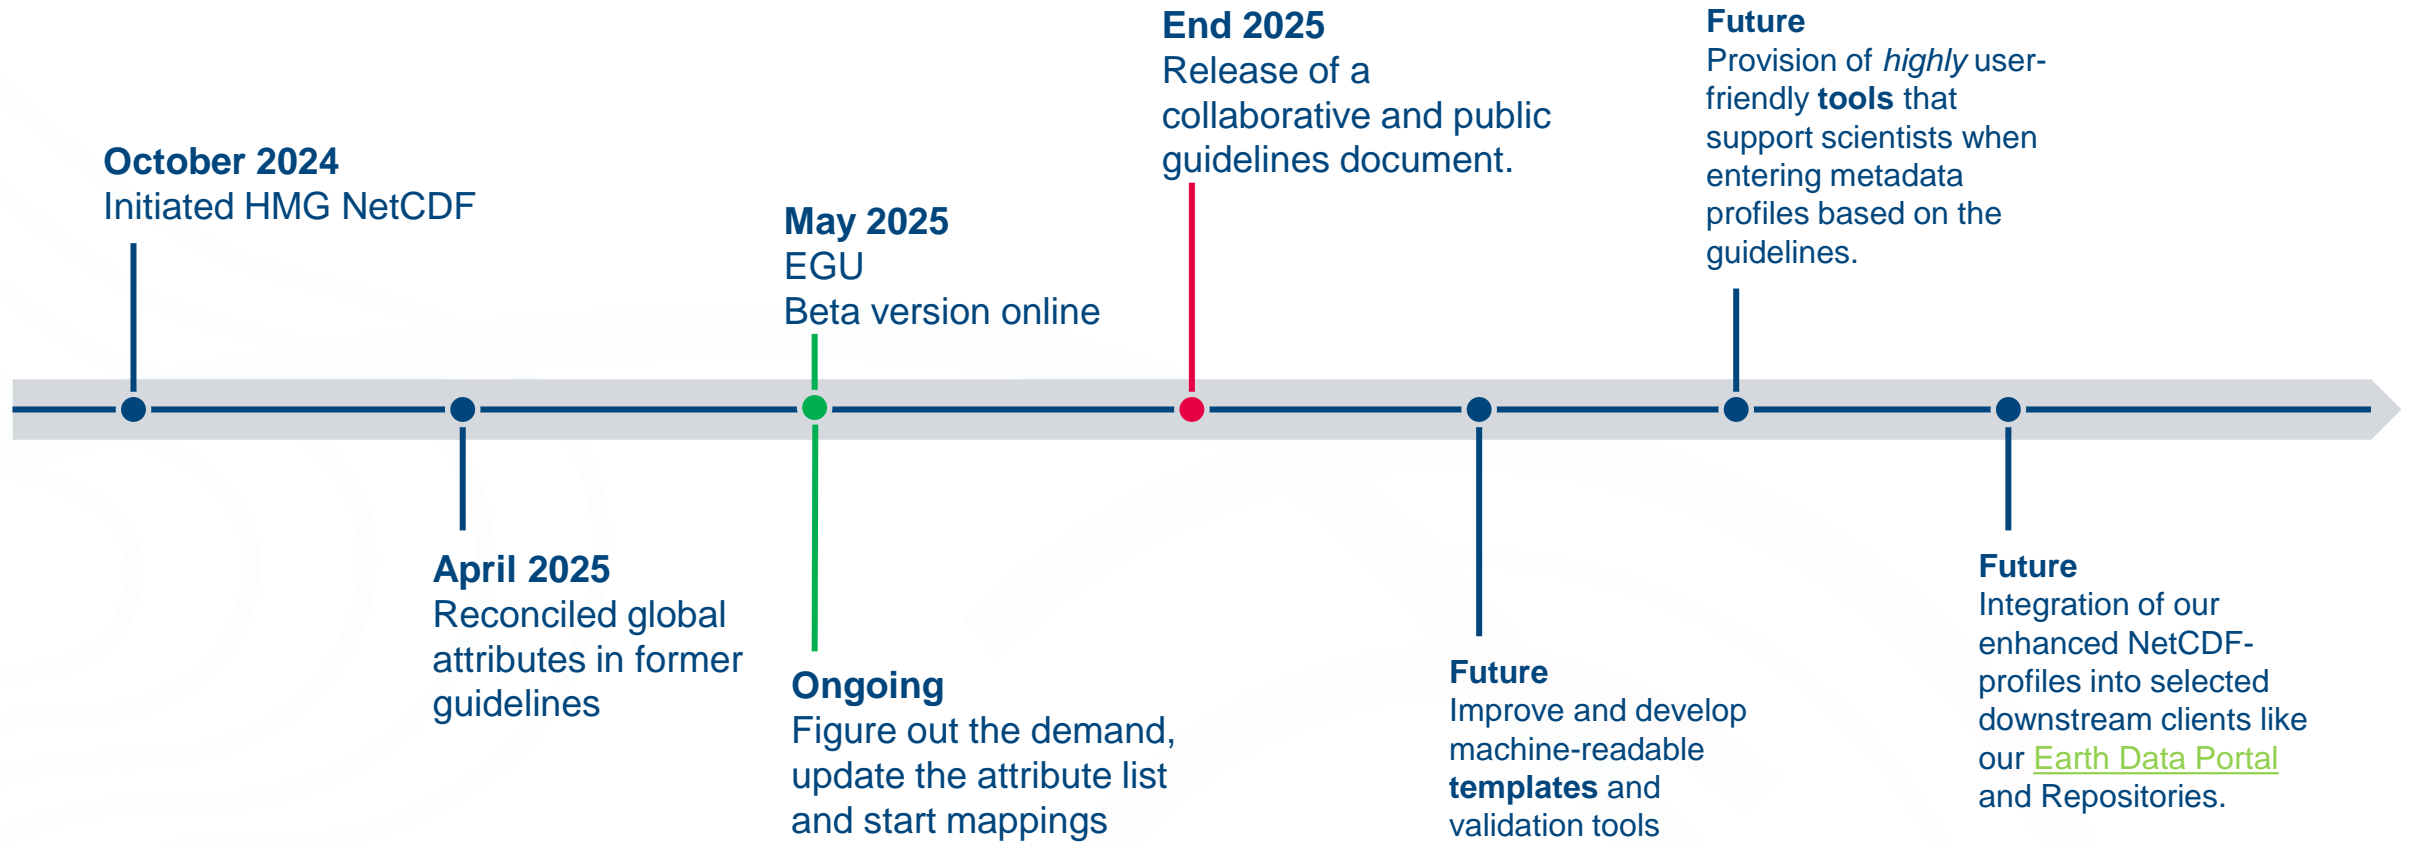 October 2024
Initiated HMG NetCDF
April 2025
Reconciled global
attributes in former
guidelines
May 2025
EGU
Beta version online
Ongoing
Figure out the demand,
update the attribute list
and start mappings
End 2025
Release of a
collaborative and public
guidelines document.
Future
Improve and develop
machine-readable
templates and
validation tools
Future
Provision of highly user-
friendly tools that
support scientists when
entering metadata
profiles based on the
guidelines.
Future
Integration of our
enhanced NetCDF-
profiles into selected
downstream clients like
our Earth Data Portal
and Repositories.